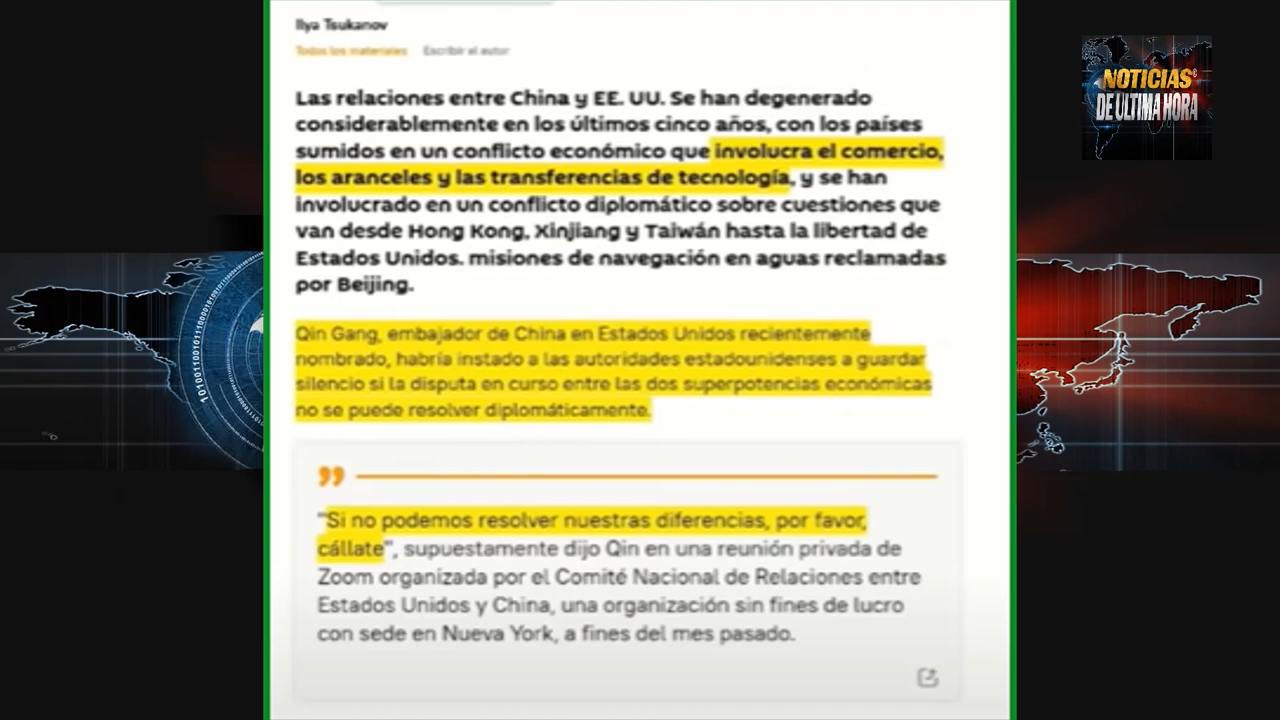 Ilya Tsukanov
Todos los materiales Escribir al autor
NOTICIAS
DE ÚLTIMA HORA
Las relaciones entre China y EE. UU. Se han degenerado
considerablemente en los últimos cinco años, con los países
sumidos en un conflicto económico que involucra el comercio,
los aranceles y las transferencias de tecnología, y se han
involucrado en un conflicto diplomático sobre cuestiones que
van desde Hong Kong, Xinjiang y Taiwán hasta la libertad de
Estados Unidos. misiones de navegación en aguas reclamadas
por Beijing.
Qin Gang, embajador de China en Estados Unidos recientemente
nombrado, habría instado a las autoridades estadounidenses a guardar
silencio si la disputa en curso entre las dos superpotencias económicas
no se puede resolver diplomáticamente.
"Si no podemos resolver nuestras diferencias, por favor,
cállate", supuestamente dijo Qin en una reunión privada de
Zoom organizada por el Comité Nacional de Relaciones entre
Estados Unidos y China, una organización sin fines de lucro
con sede en Nueva York, a fines del mes pasado.